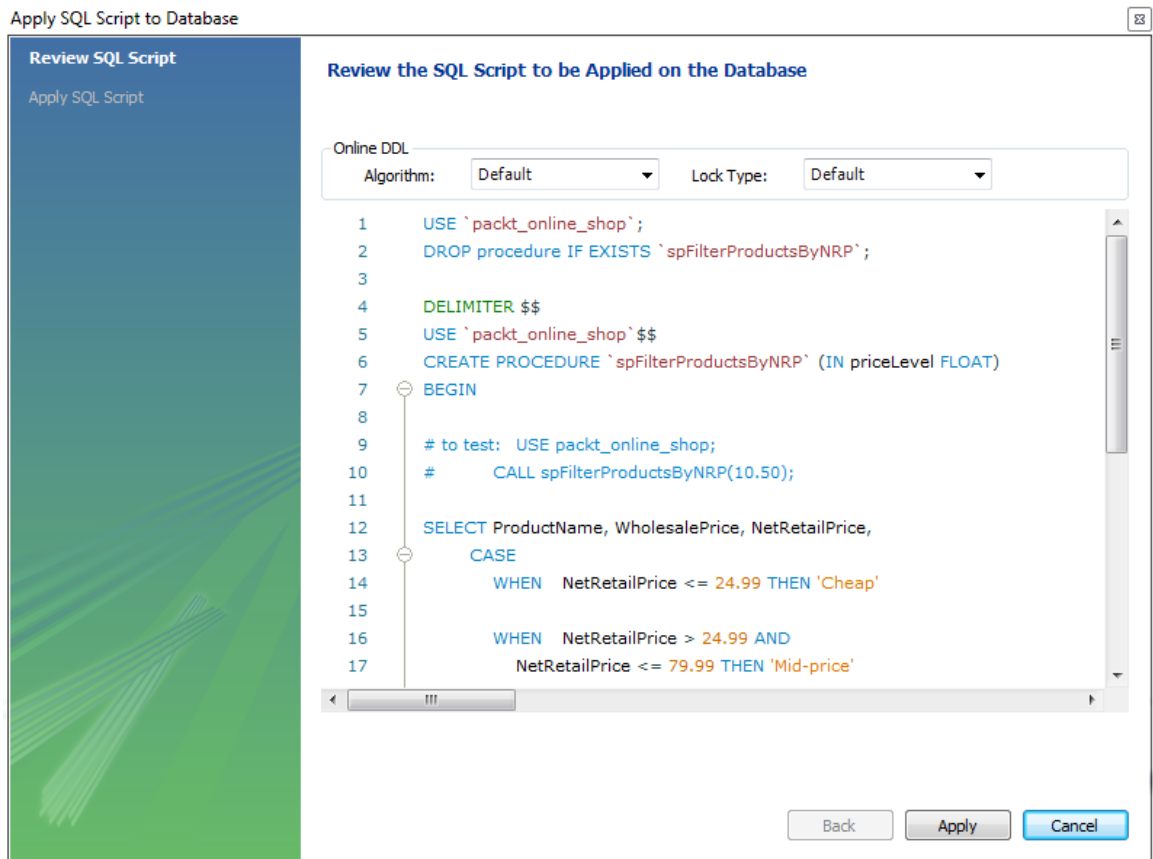 Apply SQL Script to Database
Review SQL Script
Apply SQL Script
Review the SQL Script to be Applied on the Database
Online DDL
Algorithm: Default Lock Type: Default
1 USE `packt_online_shop`;
2 DROP procedure IF EXISTS `spFilterProductsByNRP`;
3
4 DELIMITER $$
5 USE `packt_online_shop`$$
6 CREATE PROCEDURE `spFilterProductsByNRP` (IN priceLevel FLOAT)
7 BEGIN
8
9 # to test: USE packt_online_shop;
10 # CALL spFilterProductsByNRP(10.50);
11
12 SELECT ProductName, WholesalePrice, NetRetailPrice,
13 CASE
14 WHEN NetRetailPrice <= 24.99 THEN 'Cheap'
15
16 WHEN NetRetailPrice > 24.99 AND
17 NetRetailPrice <= 79.99 THEN 'Mid-price'
Back Apply Cancel